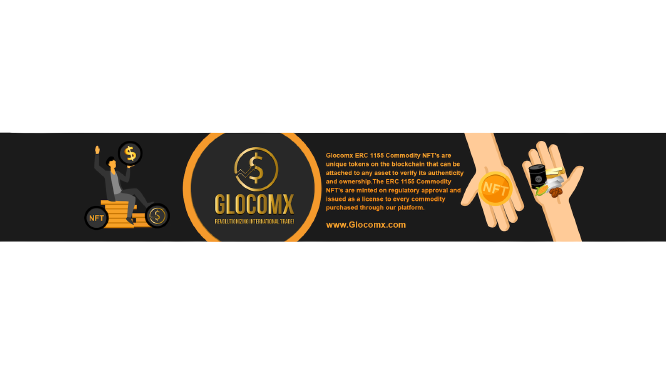 NFT
GLOCOMX
REVOLUTIONIZING INTERNATIONAL TRADE!
Glocomx ERC 1155 Commodity NFT's are
unique tokens on the blockchain that can be
attached to any asset to verify its authenticity
and ownership.The ERC 1155 Commodity
NFT's are minted on regulatory approval and
issued as a license to every commodity
purchased through our platform.
www.Glocomx.com
NFT